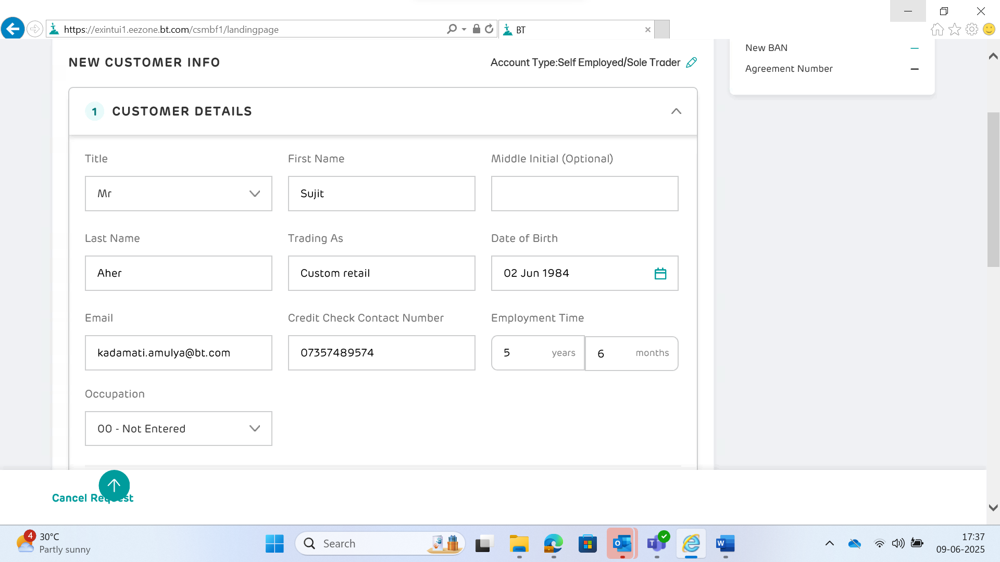 https://exintui1.eezone.bt.com/csmbf1/landingpage
BT
NEW CUSTOMER INFO
Account Type:Self Employed/Sole Trader
New BAN
Agreement Number
1 CUSTOMER DETAILS
Title
First Name
Middle Initial (Optional)
Mr
Sujit
Last Name
Trading As
Date of Birth
Aher
Custom retail
02 Jun 1984
Email
Credit Check Contact Number
Employment Time
kadamati.amulya@bt.com
07357489574
5 years
6 months
Occupation
00 - Not Entered
Cancel Request
4
30°C
Partly sunny
Search
17:37
09-06-2025